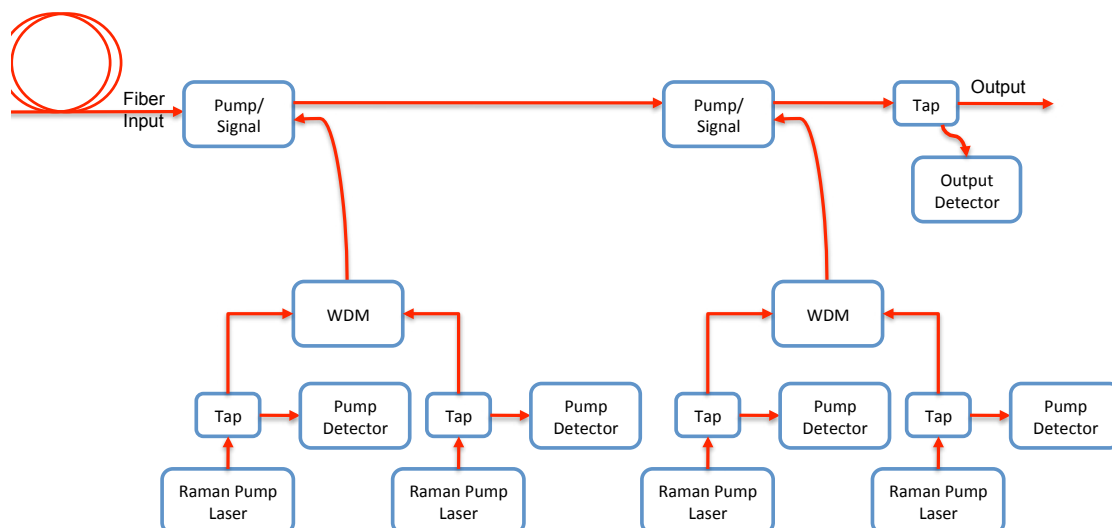 Fiber
Input
Pump/
Signal
Pump/
Signal
Tap
Output
Output
Detector
WDM
WDM
Tap
Pump
Detector
Tap
Pump
Detector
Tap
Pump
Detector
Tap
Pump
Detector
Raman Pump
Laser
Raman Pump
Laser
Raman Pump
Laser
Raman Pump
Laser